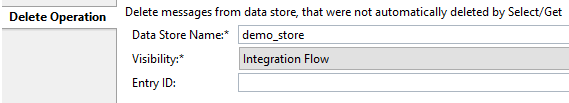 Delete Operation
Delete messages from data store, that were not automatically deleted by Select/Get
Data Store Name:* demo_store
Visibility:* Integration Flow
Entry ID: